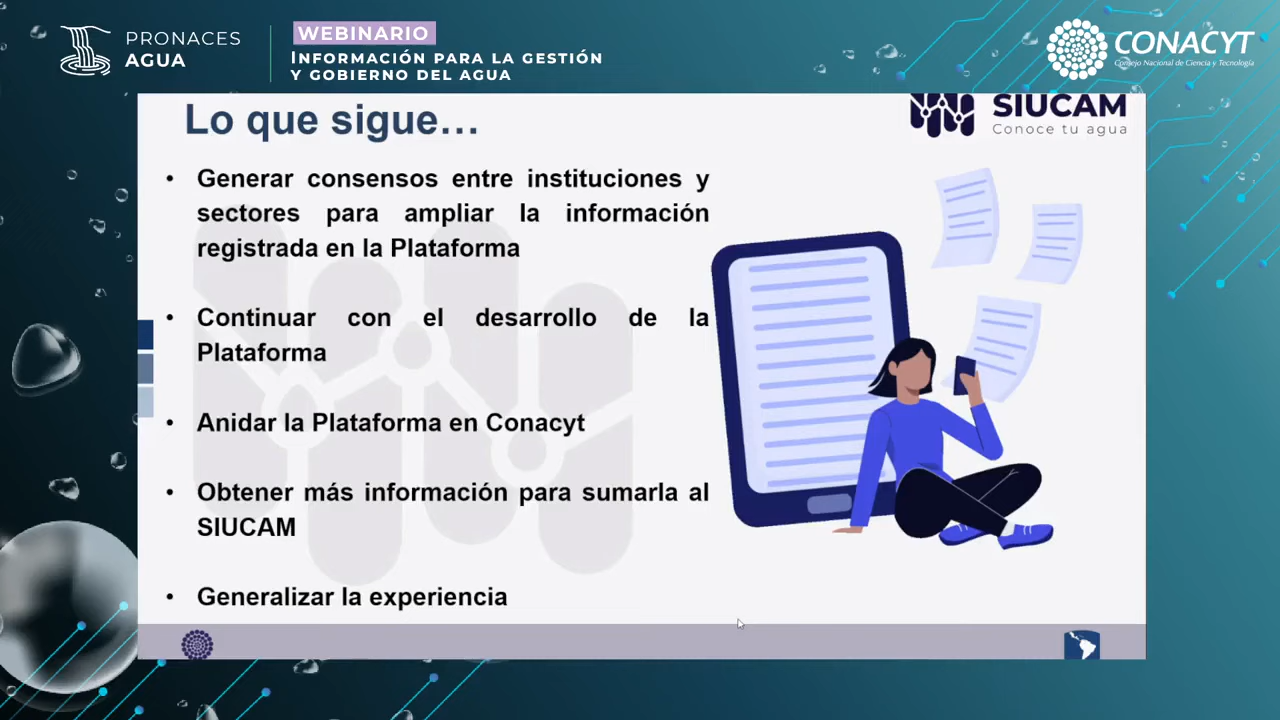 PRONACES
AGUA
WEBINARIO
INFORMACIÓN PARA LA GESTIÓN
Y GOBIERNO DEL AGUA
CONACYT
Consejo Nacional de Ciencia y Tecnología
Lo que sigue...
SIUCAM
Conoce tu agua
• Generar consensos entre instituciones y
sectores para ampliar la información
registrada en la Plataforma
• Continuar con el desarrollo de la
Plataforma
• Anidar la Plataforma en Conacyt
• Obtener más información para sumarla al
SIUCAM
• Generalizar la experiencia